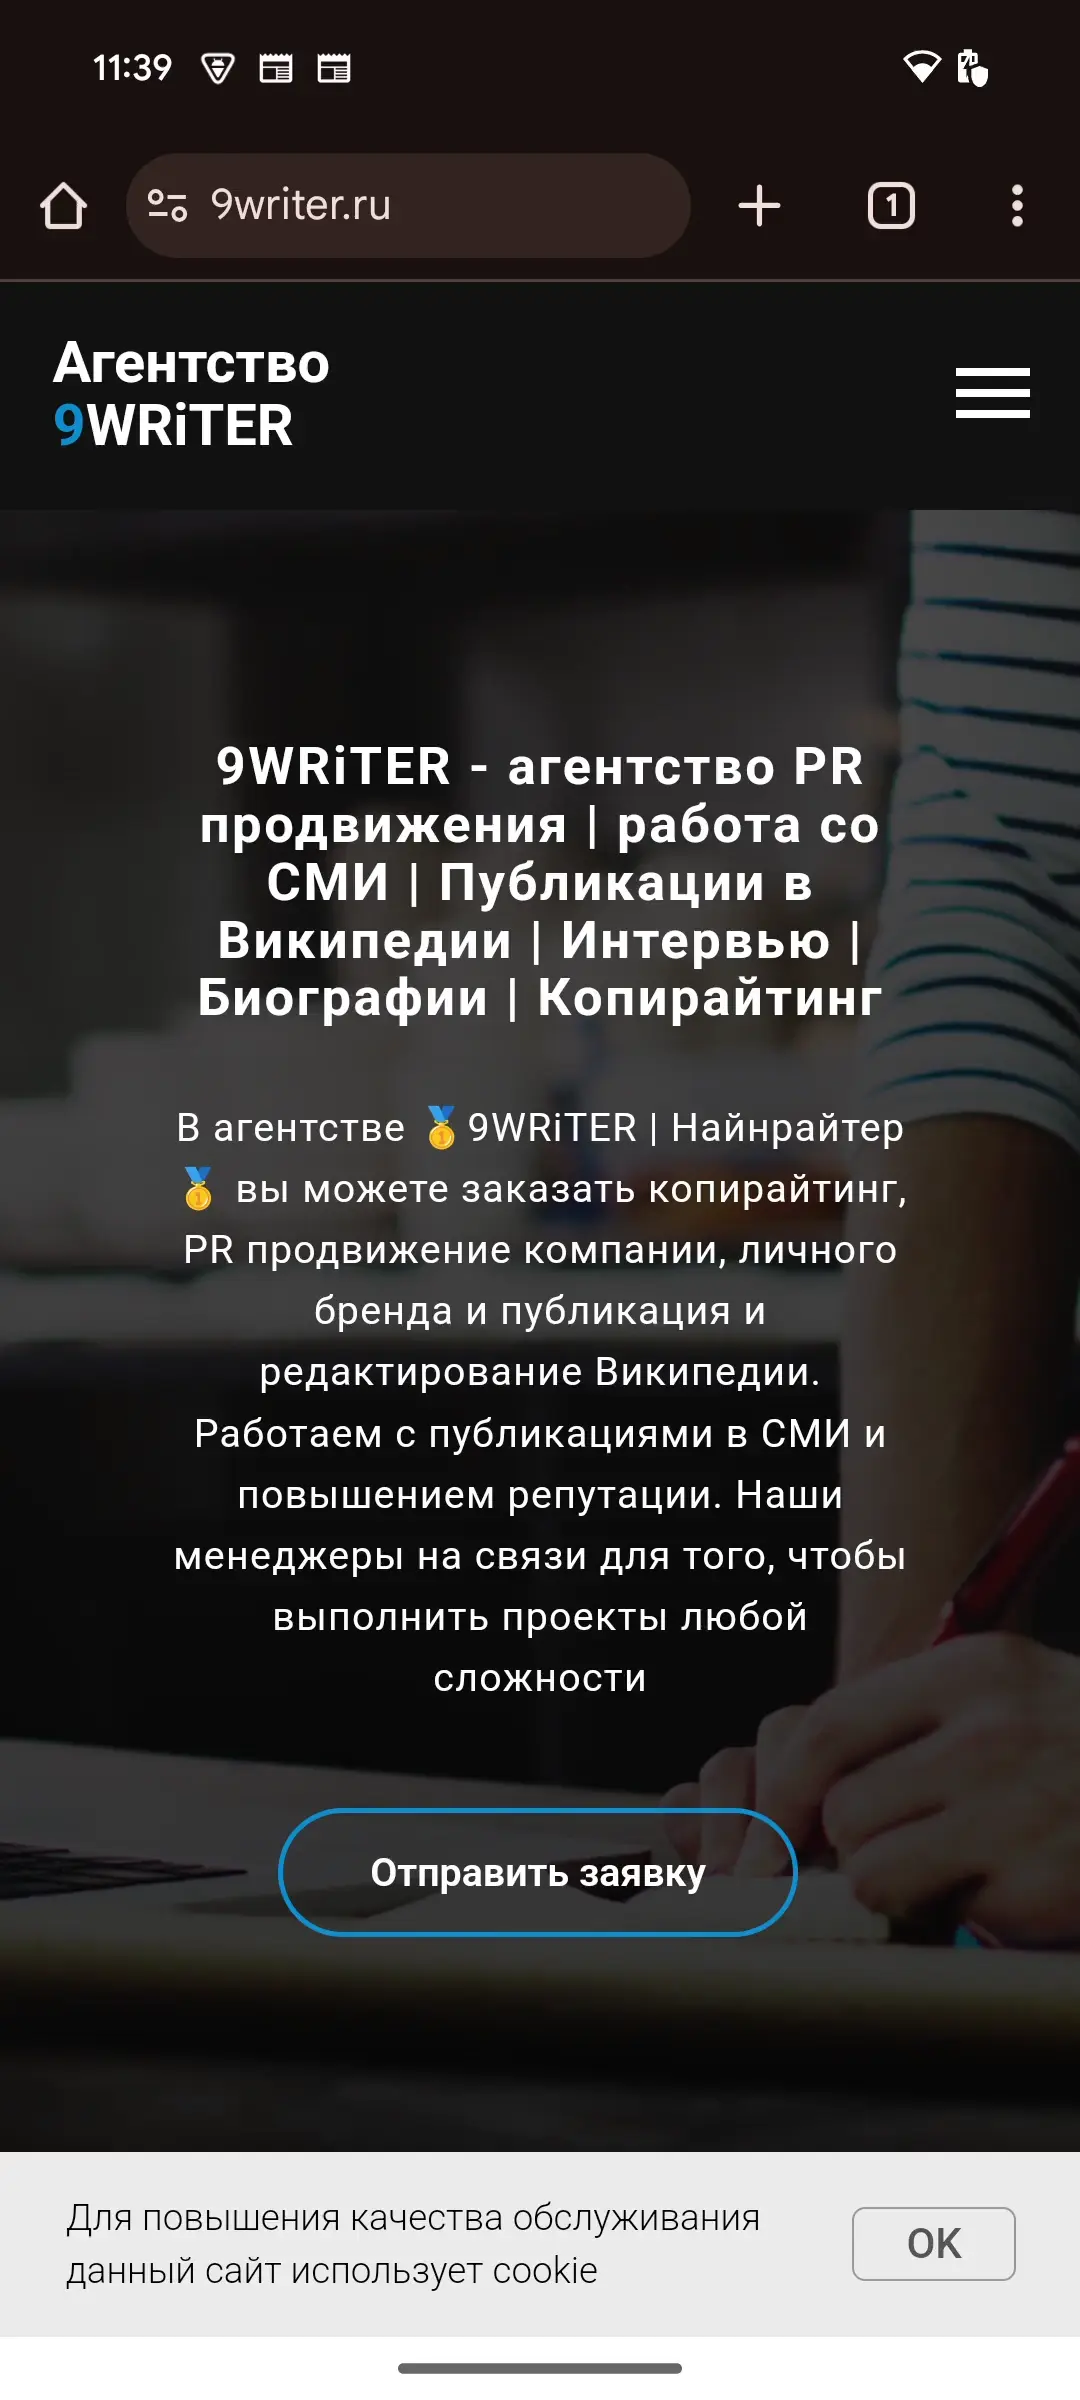 11:39
9writer.ru
1
Агентство
9WRiTER
9WRiTER - агентство PR
продвижения | работа со
СМИ | Публикации в
Википедии | Интервью |
Биографии | Копирайтинг
В агентстве 🥇9WRiTER | Найнрайтер
🥇 вы можете заказать копирайтинг,
PR продвижение компании, личного
бренда и публикация и
редактирование Википедии.
Работаем с публикациями в СМИ и
повышением репутации. Наши
менеджеры на связи для того, чтобы
выполнить проекты любой
сложности
Отправить заявку
Для повышения качества обслуживания
данный сайт использует cookie
OK